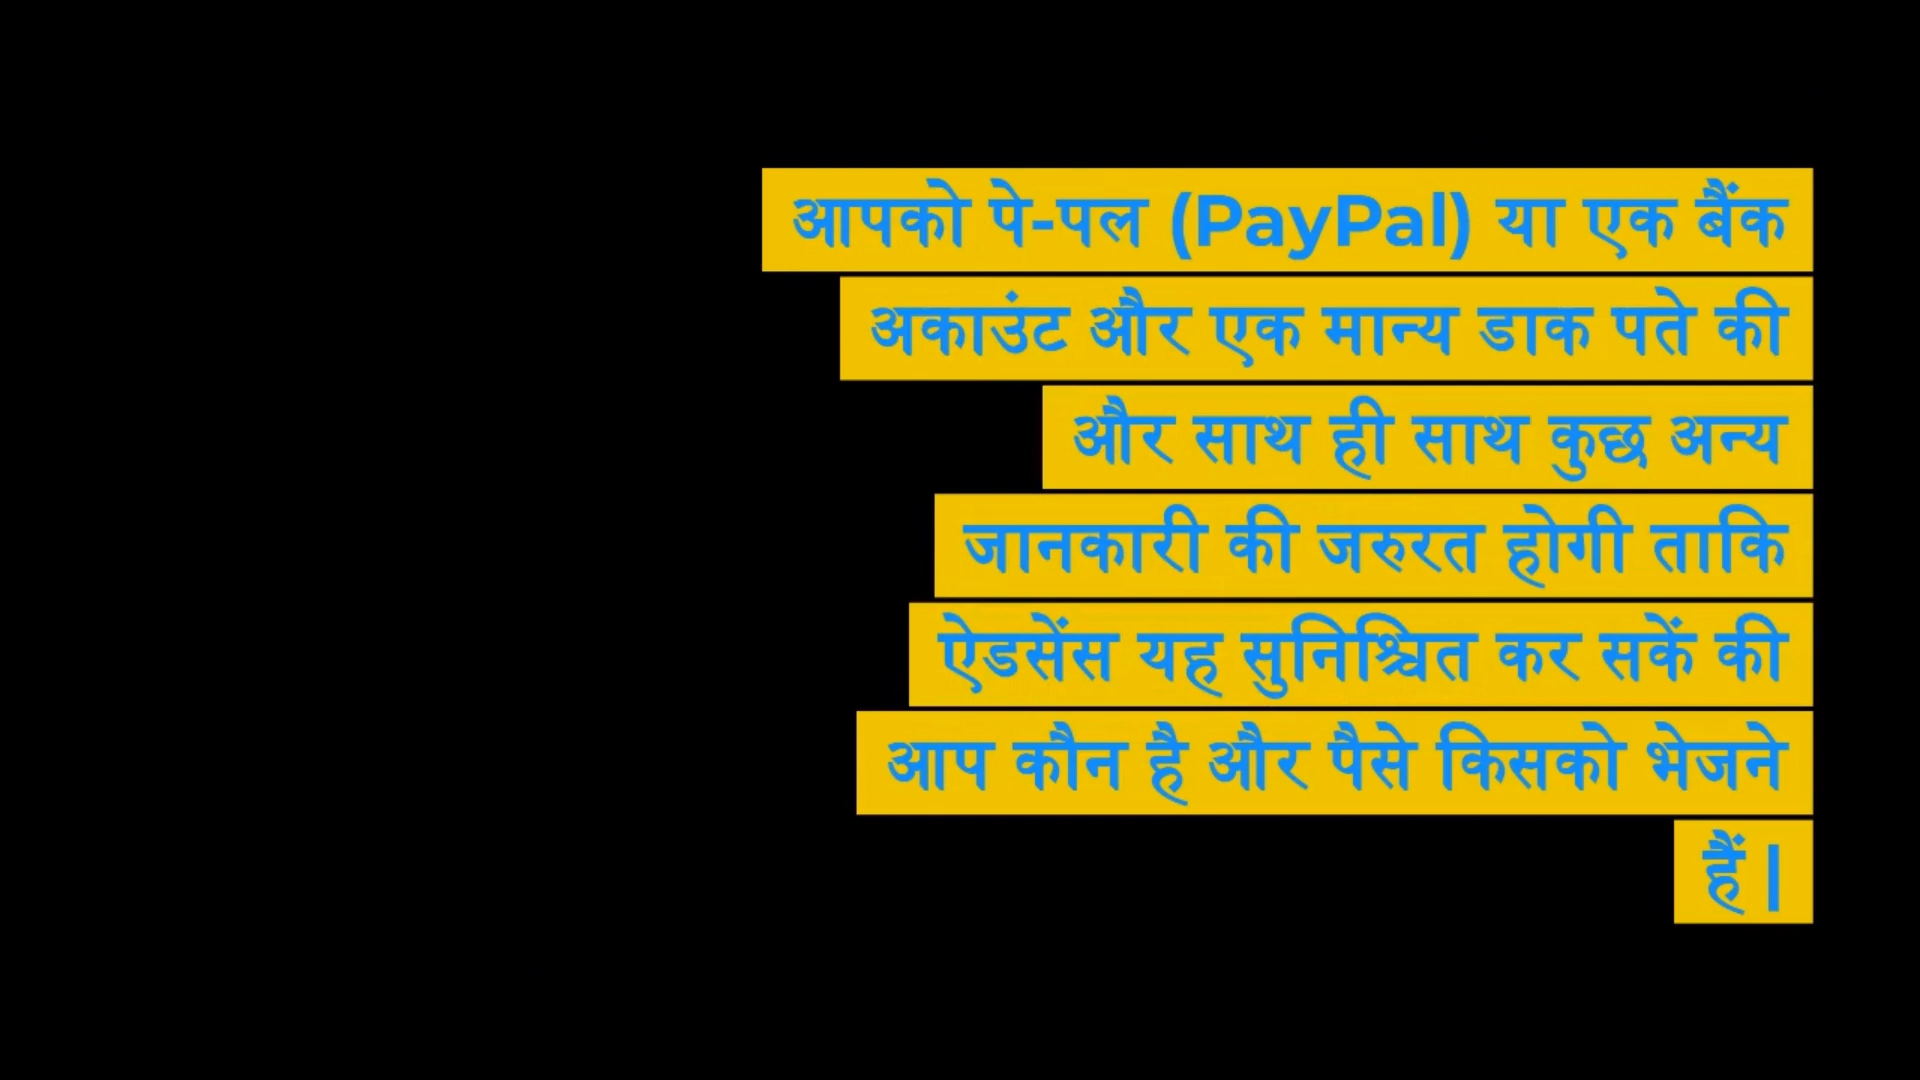 आपको पे-पल (PayPal) या एक बैंक
अकाउंट और एक मान्य डाक पते की
और साथ ही साथ कुछ अन्य
जानकारी की जरुरत होगी ताकि
ऐडसेंस यह सुनिश्चित कर सकें की
आप कौन है और पैसे किसको भेजने
हैं |